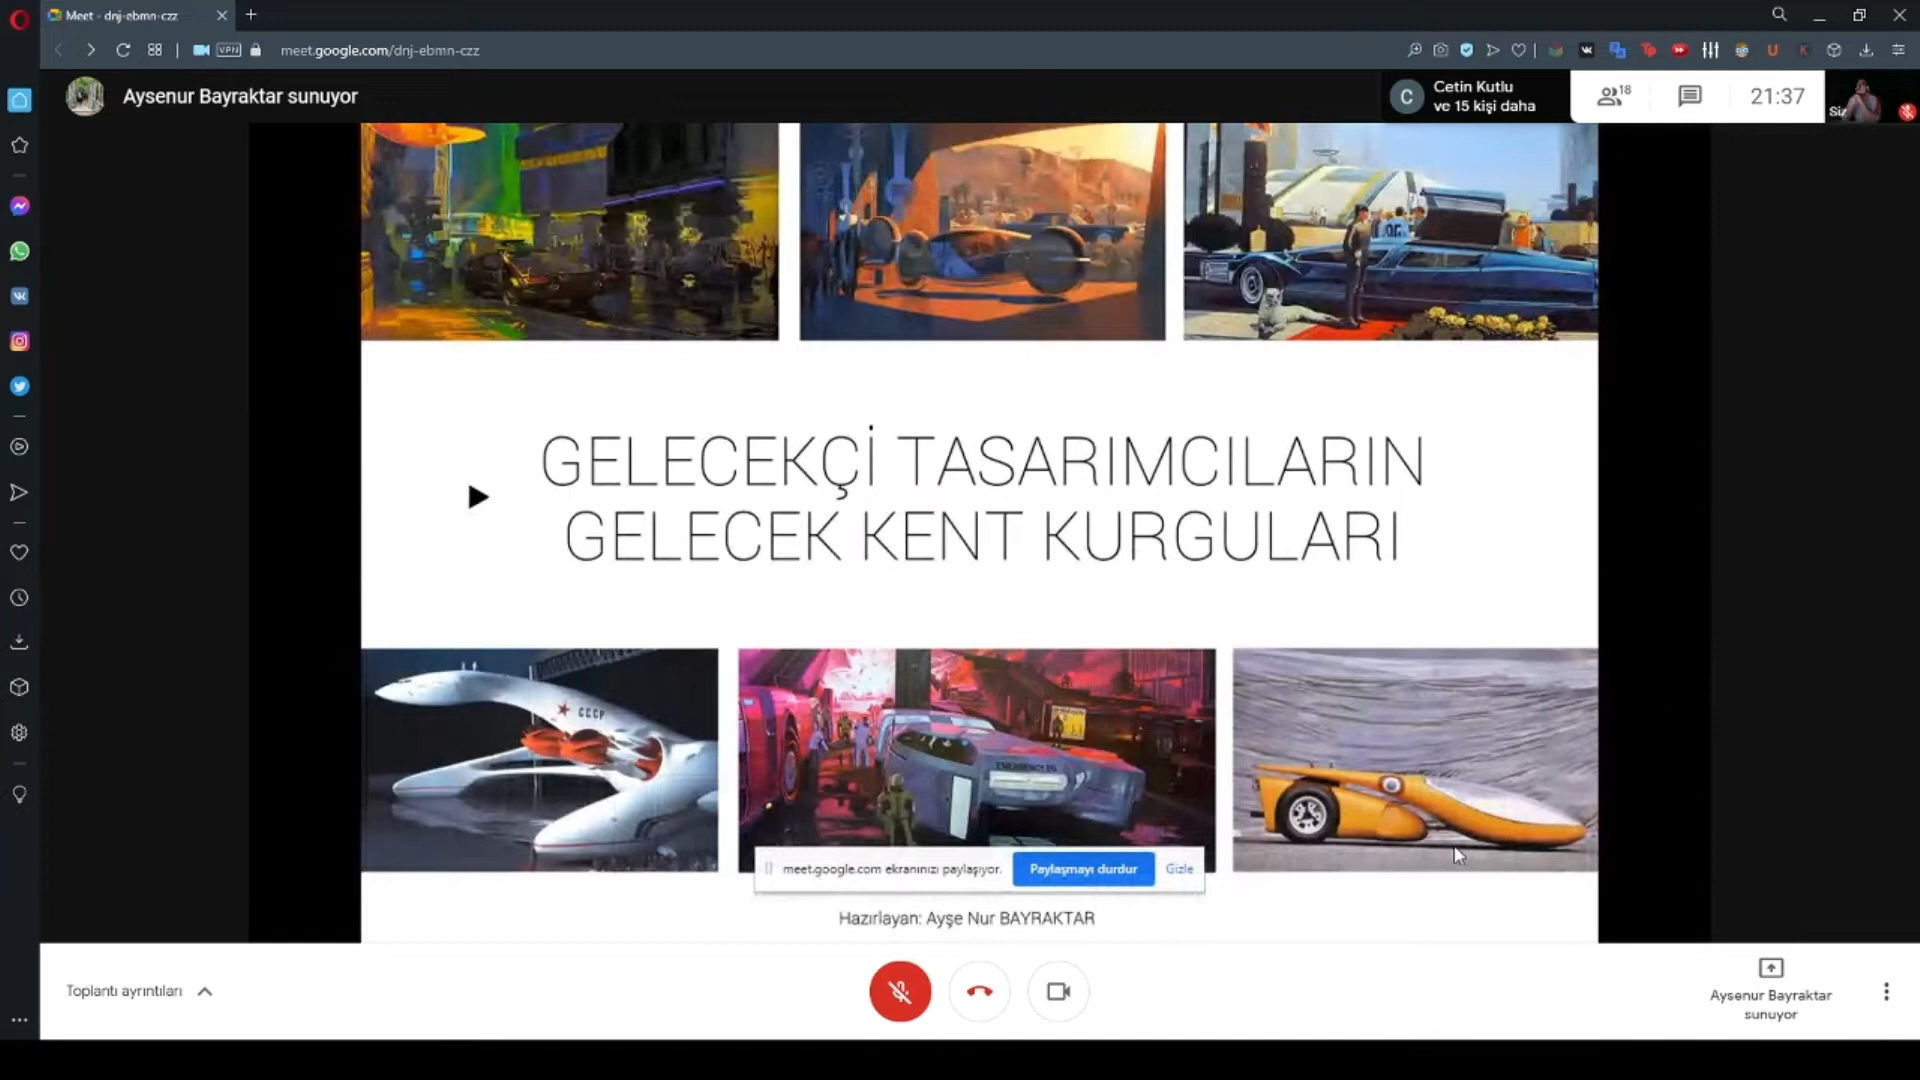 Meet - dnj-ebmn-czz
VPN
meet.google.com/dnj-ebmn-czz
Aysenur Bayraktar sunuyor
C
Cetin Kutlu
ve 15 kişi daha
18
21:37
Siz
GELECEKÇİ TASARIMCILARIN
GELECEK KENT KURGULARI
CCCP
meet.google.com ekranınızı paylaşıyor.
Paylaşmayı durdur
Gizle
Hazırlayan: Ayşe Nur BAYRAKTAR
Toplantı ayrıntıları
Aysenur Bayraktar
sunuyor